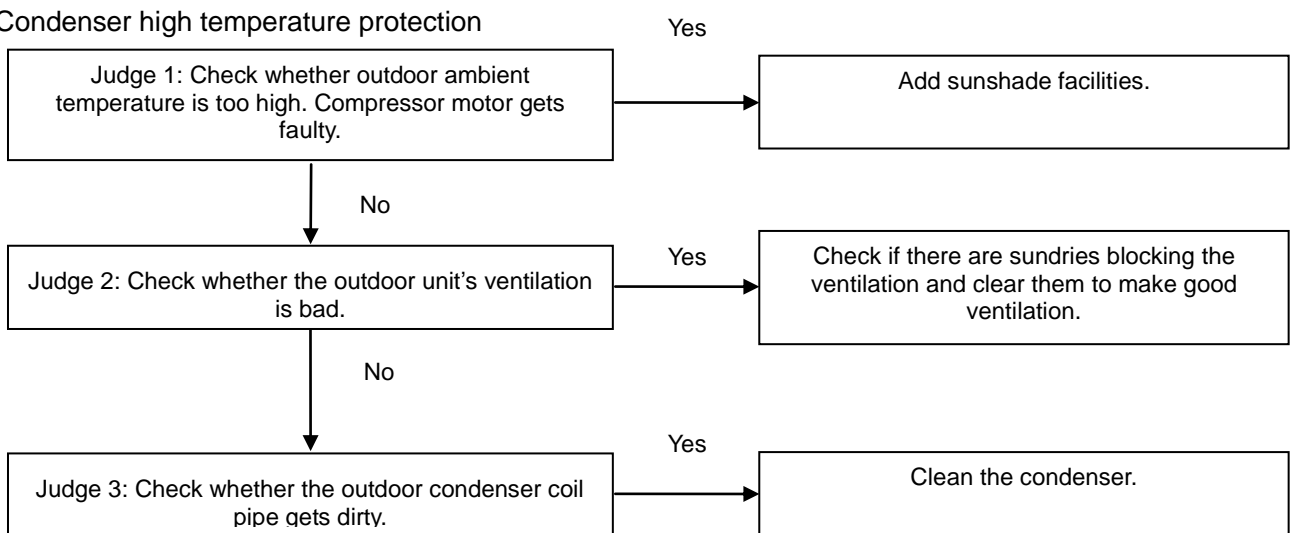 Condenser high temperature protection
Yes
Judge 1: Check whether outdoor ambient
temperature is too high. Compressor motor gets
faulty.
Add sunshade facilities.
No
Judge 2: Check whether the outdoor unit's ventilation
is bad.
Yes
Check if there are sundries blocking the
ventilation and clear them to make good
ventilation.
No
Judge 3: Check whether the outdoor condenser coil
pipe gets dirty.
Yes
Clean the condenser.